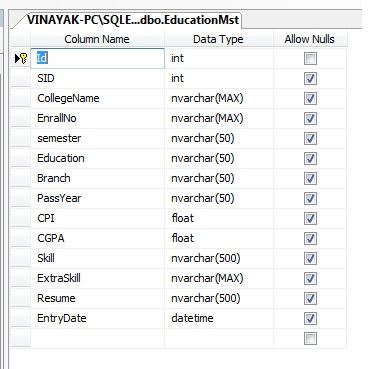 VINAYAK-PC\SQLE...dbo.EducationMst
Column Name Data Type Allow Nulls
Id int
SID int
CollegeName nvarchar(MAX)
EnrallNo nvarchar(MAX)
semester nvarchar(50)
Education nvarchar(50)
Branch nvarchar(50)
PassYear nvarchar(50)
CPI float
CGPA float
Skill nvarchar(500)
ExtraSkill nvarchar(MAX)
Resume nvarchar(500)
EntryDate datetime